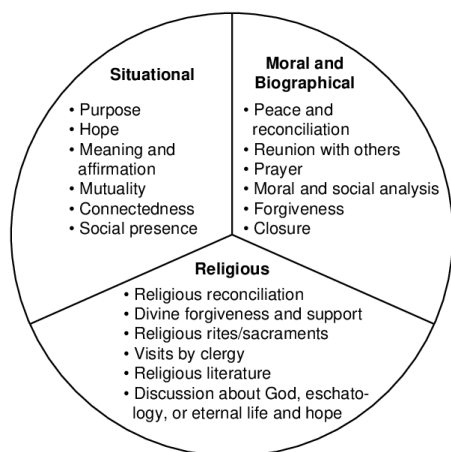 Situational
• Purpose
• Hope
• Meaning and
affirmation
• Mutuality
• Connectedness
• Social presence
Moral and
Biographical
• Peace and
reconciliation
• Reunion with others
• Prayer
• Moral and social analysis
• Forgiveness
• Closure
Religious
• Religious reconciliation
• Divine forgiveness and support
• Religious rites/sacraments
• Visits by clergy
• Religious literature
• Discussion about God, eschato-
logy, or eternal life and hope